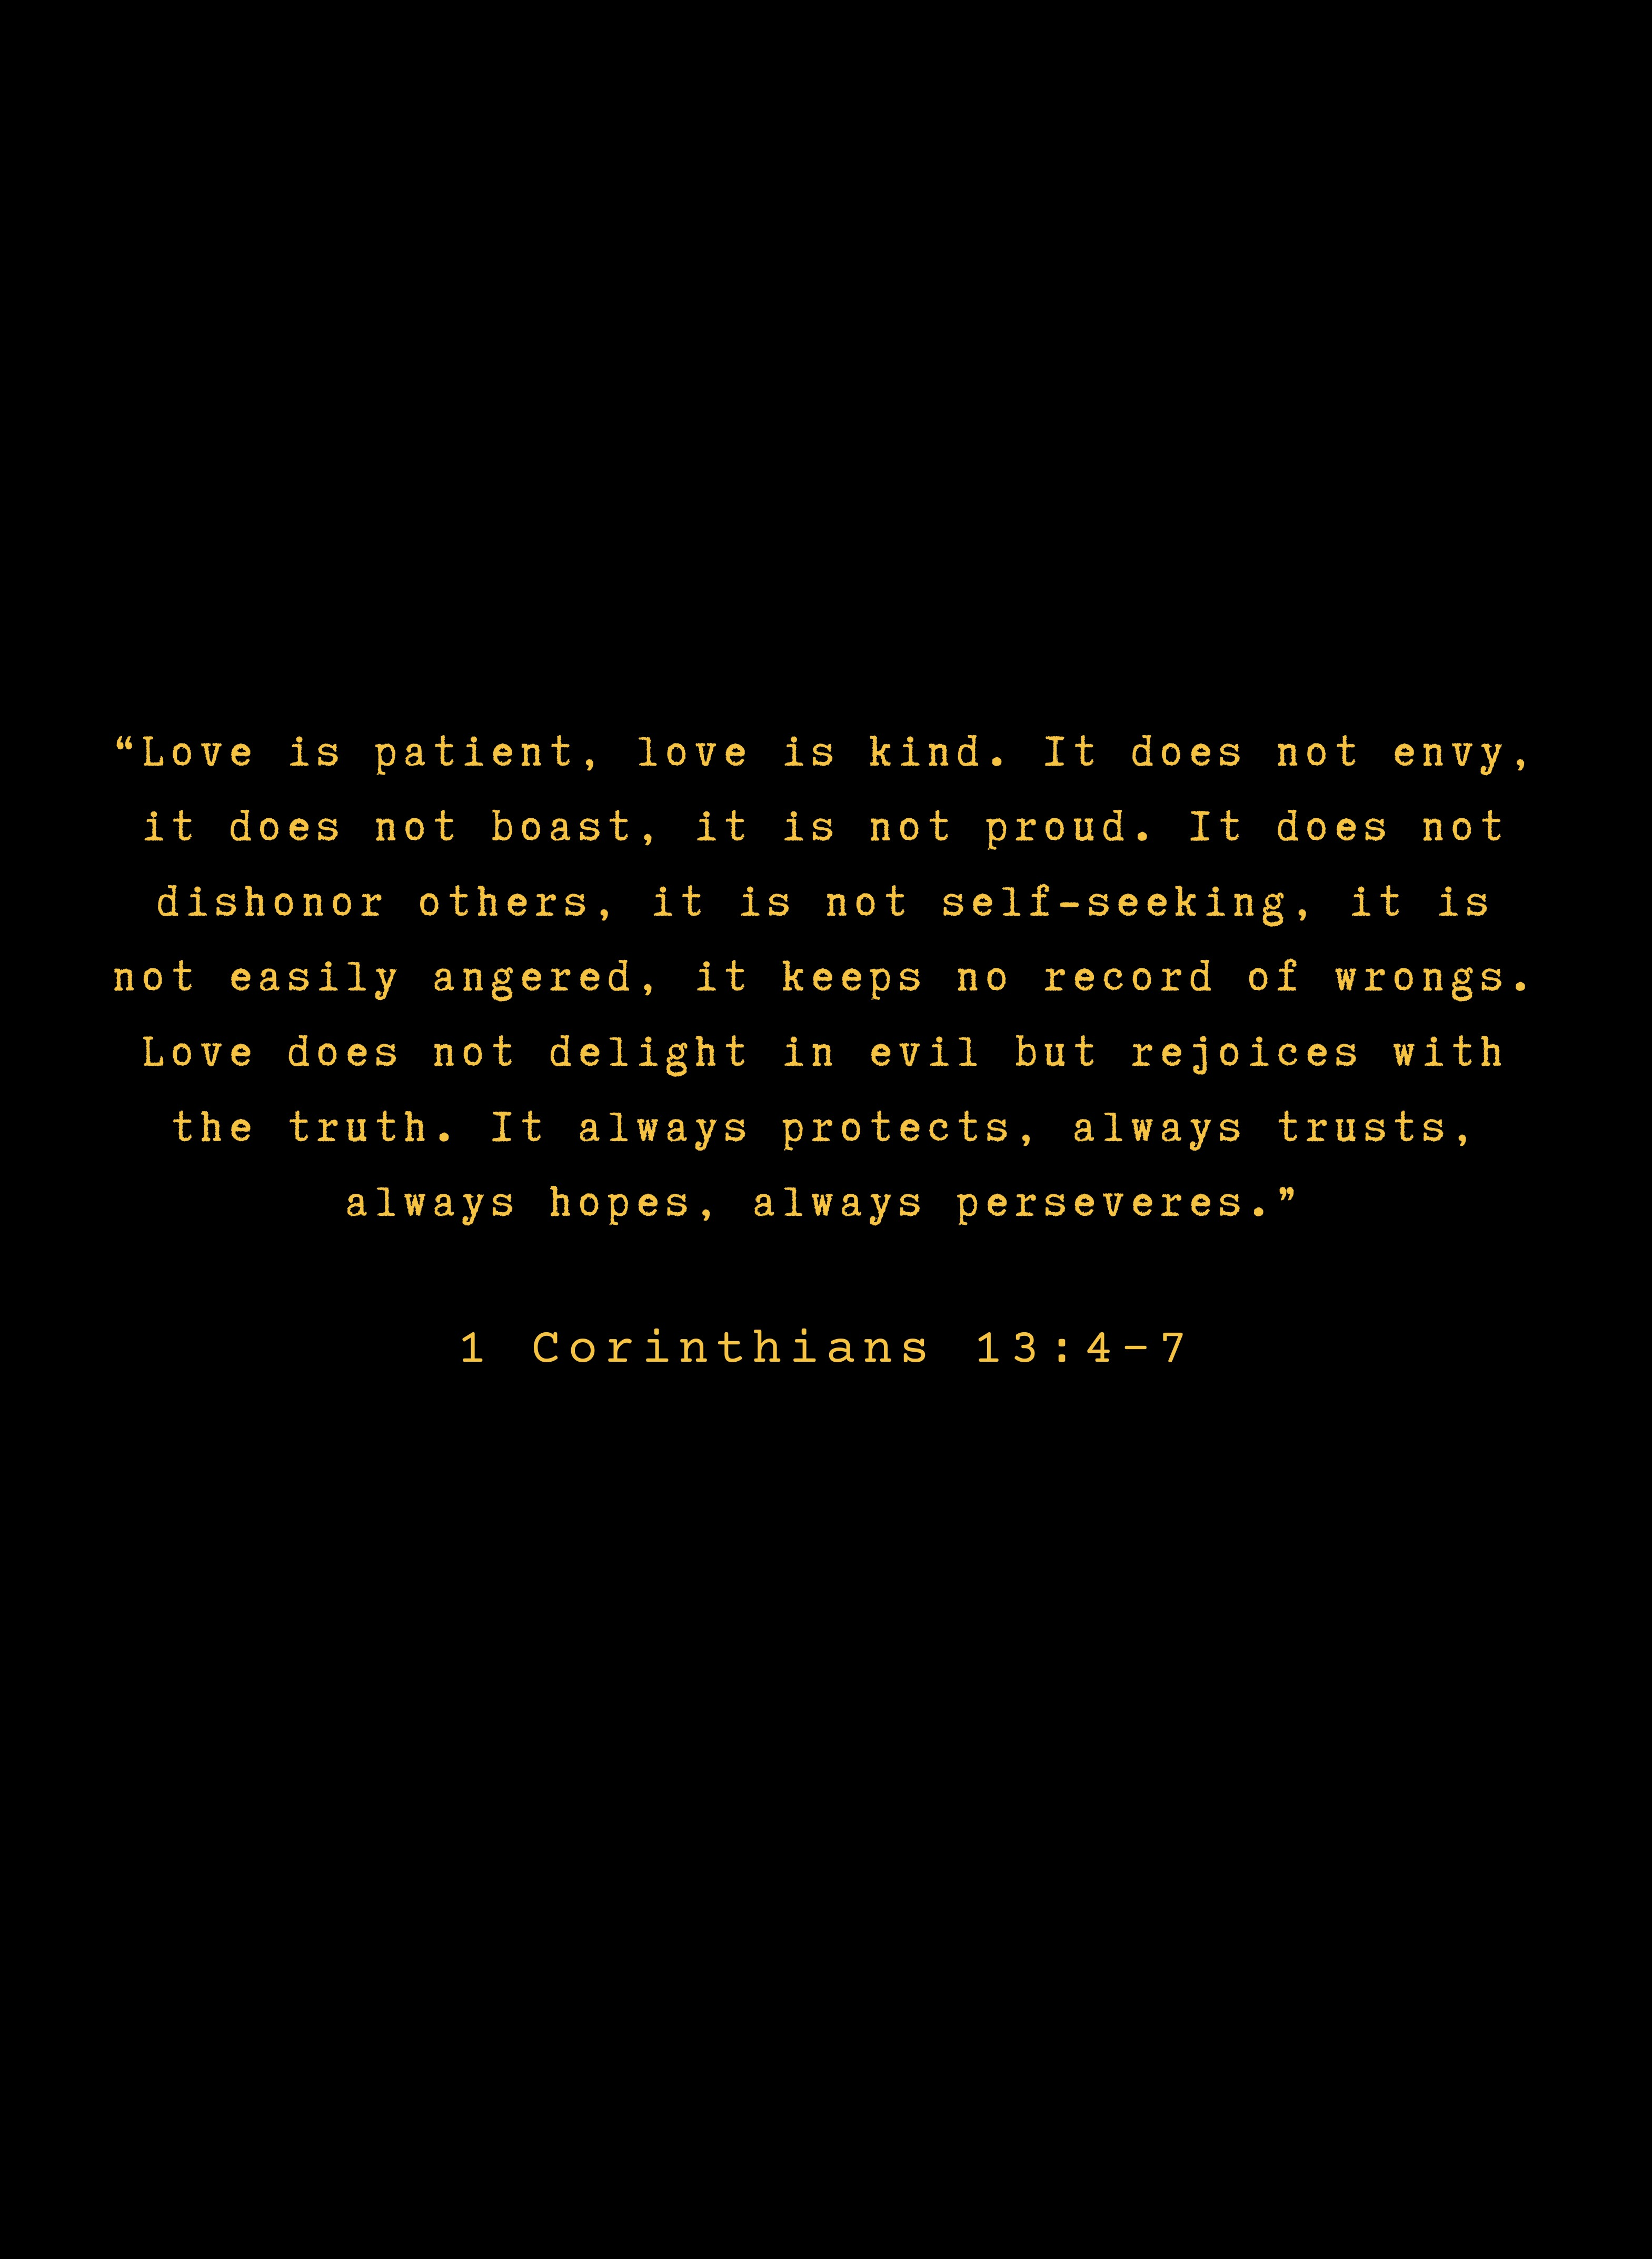 “Love is patient, love is kind. It does not envy,
it does not boast, it is not proud. It does not
dishonor others, it is not self-seeking, it is
not easily angered, it keeps no record of wrongs.
Love does not delight in evil but rejoices with
the truth. It always protects, always trusts,
always hopes, always perseveres.”
1 Corinthians 13:4-7